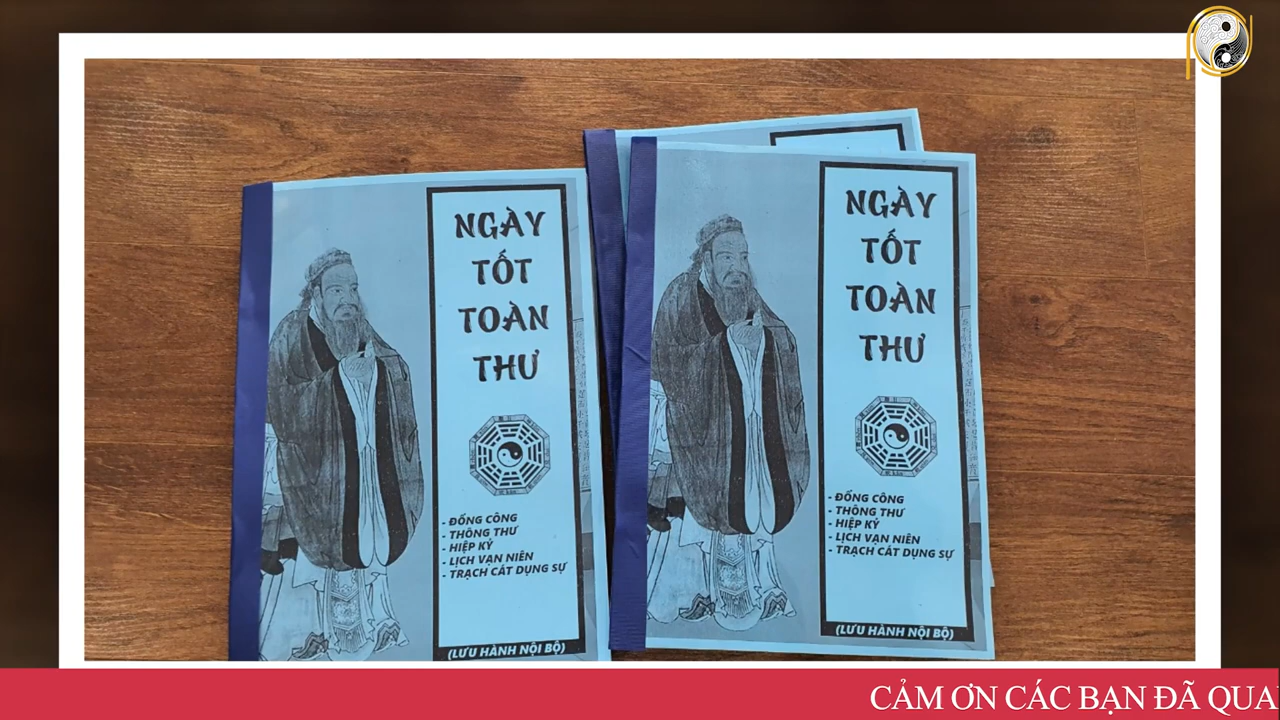 NGÀY
TỐT
TOÀN
THƯ
- ĐỔNG CÔNG
- THÔNG THƯ
- HIỆP KỶ
- LỊCH VẠN NIÊN
- TRẠCH CÁT DỤNG SỰ
(LƯU HÀNH NỘI BỘ)
NGÀY
TỐT
TOÀN
THƯ
- ĐỔNG CÔNG
- THÔNG THƯ
- HIỆP KỶ
- LỊCH VẠN NIÊN
- TRẠCH CÁT DỤNG SỰ
(LƯU HÀNH NỘI BỘ)
CẢM ƠN CÁC BẠN ĐÃ QUA